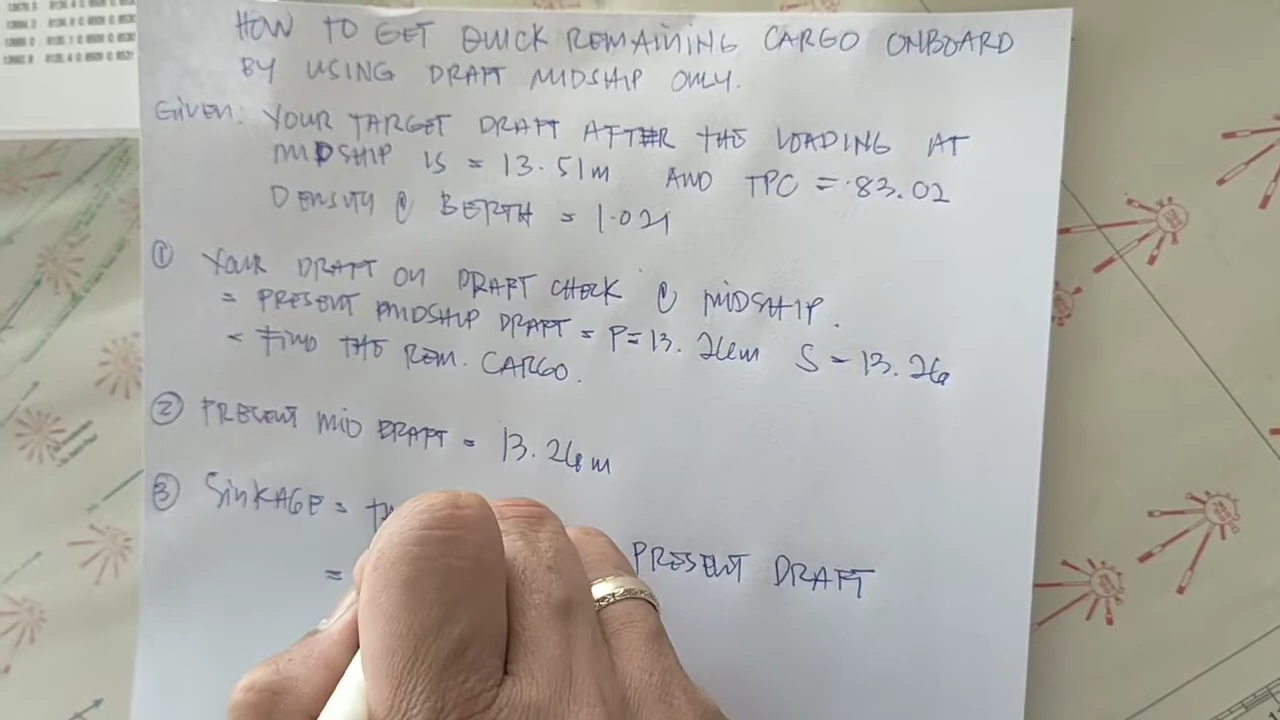 HOW TO GET QUICK REMAINING CARGO ONBOARD
BY USING DRAFT MIDSHIP ONLY.
GIVEN: YOUR TARGET DRAFT AFTER THE LOADING AT
MIDSHIP IS = 13.51m AND TPC = 83.02
DENSITY @ BERTH = 1.021
① YOUR DRAFT ON DRAFT CHECK @ MIDSHIP.
= PRESENT MIDSHIP DRAFT = P=13.26m S = 13.26
= FIND THE REM. CARGO.
② PRESENT MID DRAFT = 13.26m
③ SINKAGE =
= PRESENT DRAFT